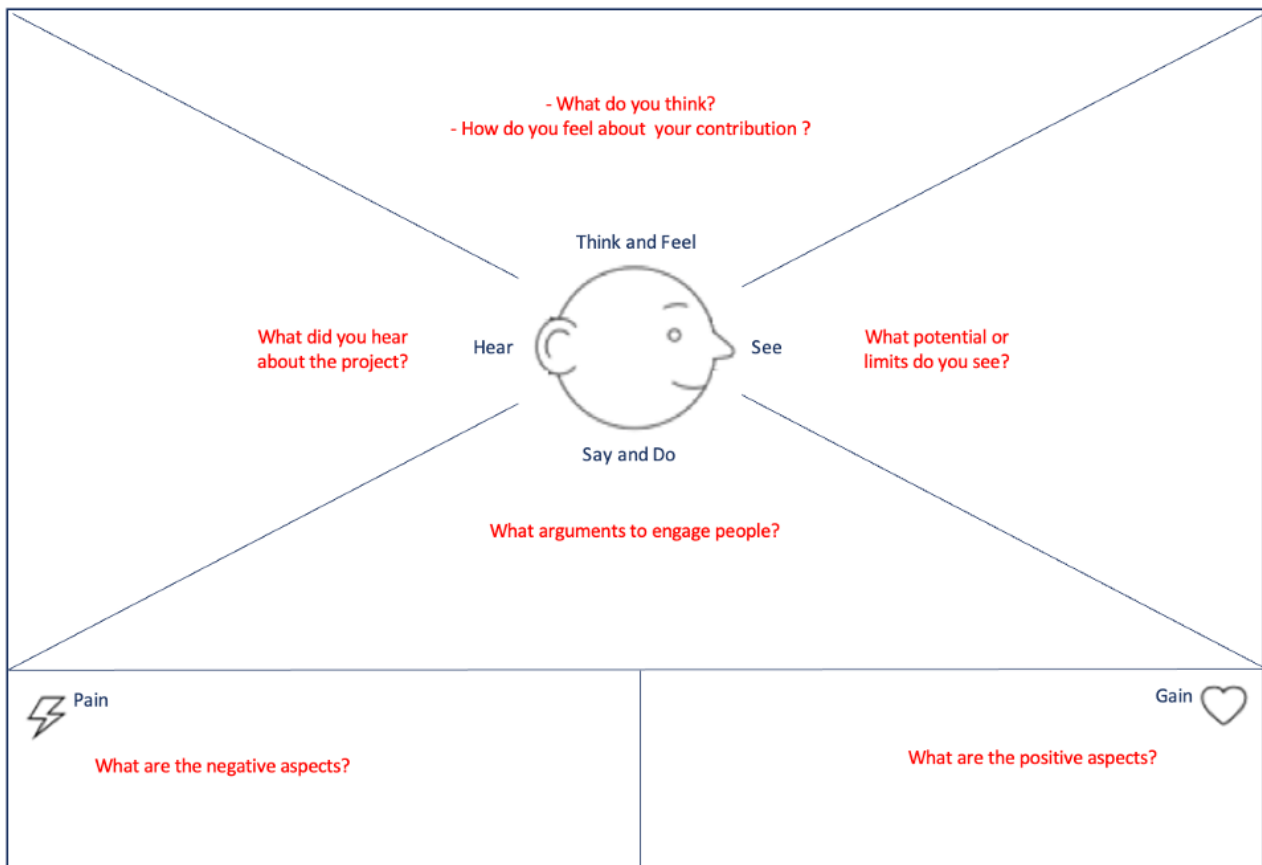 - What do you think?
- How do you feel about  your contribution ?
Think and Feel
What did you hear
about the project?
Hear
See
What potential or
limits do you see?
Say and Do
What arguments to engage people?
Pain
What are the negative aspects?
Gain
What are the positive aspects?